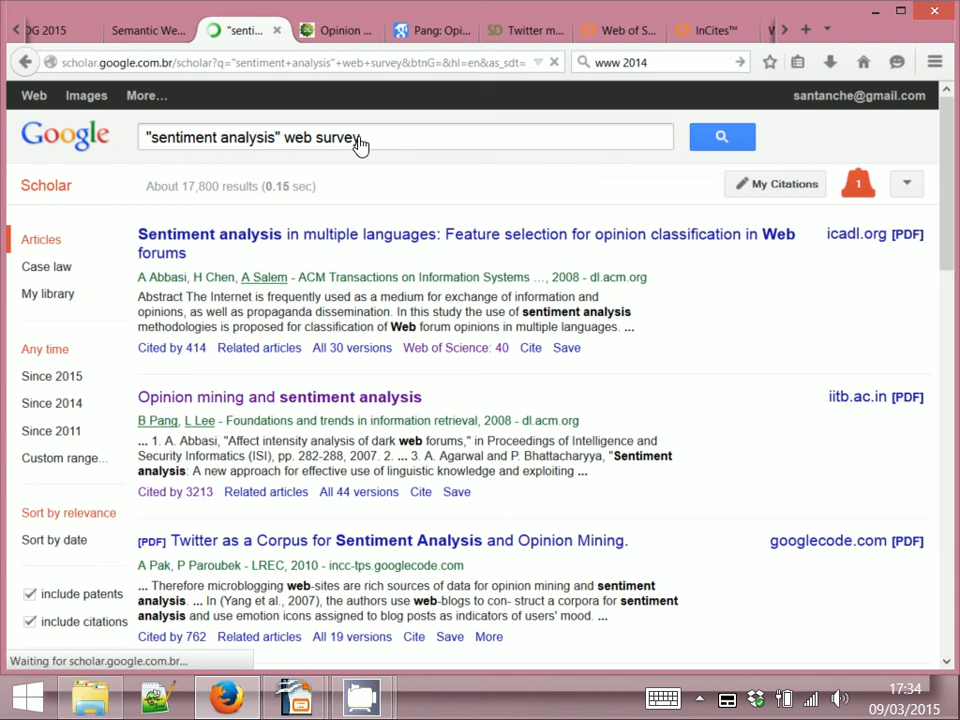 DG 2015
Semantic We...
"senti...
Opinion ...
Pang: Opi...
Twitter m...
Web of S...
InCites™
scholar.google.com.br/scholar?q="sentiment+analysis"+web+survey&btnG=&hl=en&as_sdt=
www 2014
Web Images More...
santanche@gmail.com
Google
"sentiment analysis" web survey
Scholar
About 17,800 results (0.15 sec)
My Citations
1
Articles
Case law
My library
Any time
Since 2015
Since 2014
Since 2011
Custom range...
Sort by relevance
Sort by date
include patents
include citations
Sentiment analysis in multiple languages: Feature selection for opinion classification in Web
forums
icadl.org [PDF]
A Abbasi, H Chen, A Salem - ACM Transactions on Information Systems ..., 2008 - dl.acm.org
Abstract The Internet is frequently used as a medium for exchange of information and
opinions, as well as propaganda dissemination. In this study the use of sentiment analysis
methodologies is proposed for classification of Web forum opinions in multiple languages. ...
Cited by 414 Related articles All 30 versions Web of Science: 40 Cite Save
Opinion mining and sentiment analysis
iitb.ac.in [PDF]
B Pang, L Lee - Foundations and trends in information retrieval, 2008 - dl.acm.org
... 1. A. Abbasi, "Affect intensity analysis of dark web forums," in Proceedings of Intelligence and
Security Informatics (ISI), pp. 282-288, 2007. 2. ... 3. A. Agarwal and P. Bhattacharyya, "Sentiment
analysis: A new approach for effective use of linguistic knowledge and exploiting ...
Cited by 3213 Related articles All 44 versions Cite Save
[PDF] Twitter as a Corpus for Sentiment Analysis and Opinion Mining.
googlecode.com [PDF]
A Pak, P Paroubek - LREC, 2010 - incc-tps.googlecode.com
... Therefore microblogging web-sites are rich sources of data for opinion mining and sentiment
analysis. ... In (Yang et al., 2007), the authors use web-blogs to con- struct a corpora for sentiment
analysis and use emotion icons assigned to blog posts as indicators of users' mood. ...
Cited by 762 Related articles All 19 versions Cite Save More
Waiting for scholar.google.com.br...
17:34
09/03/2015